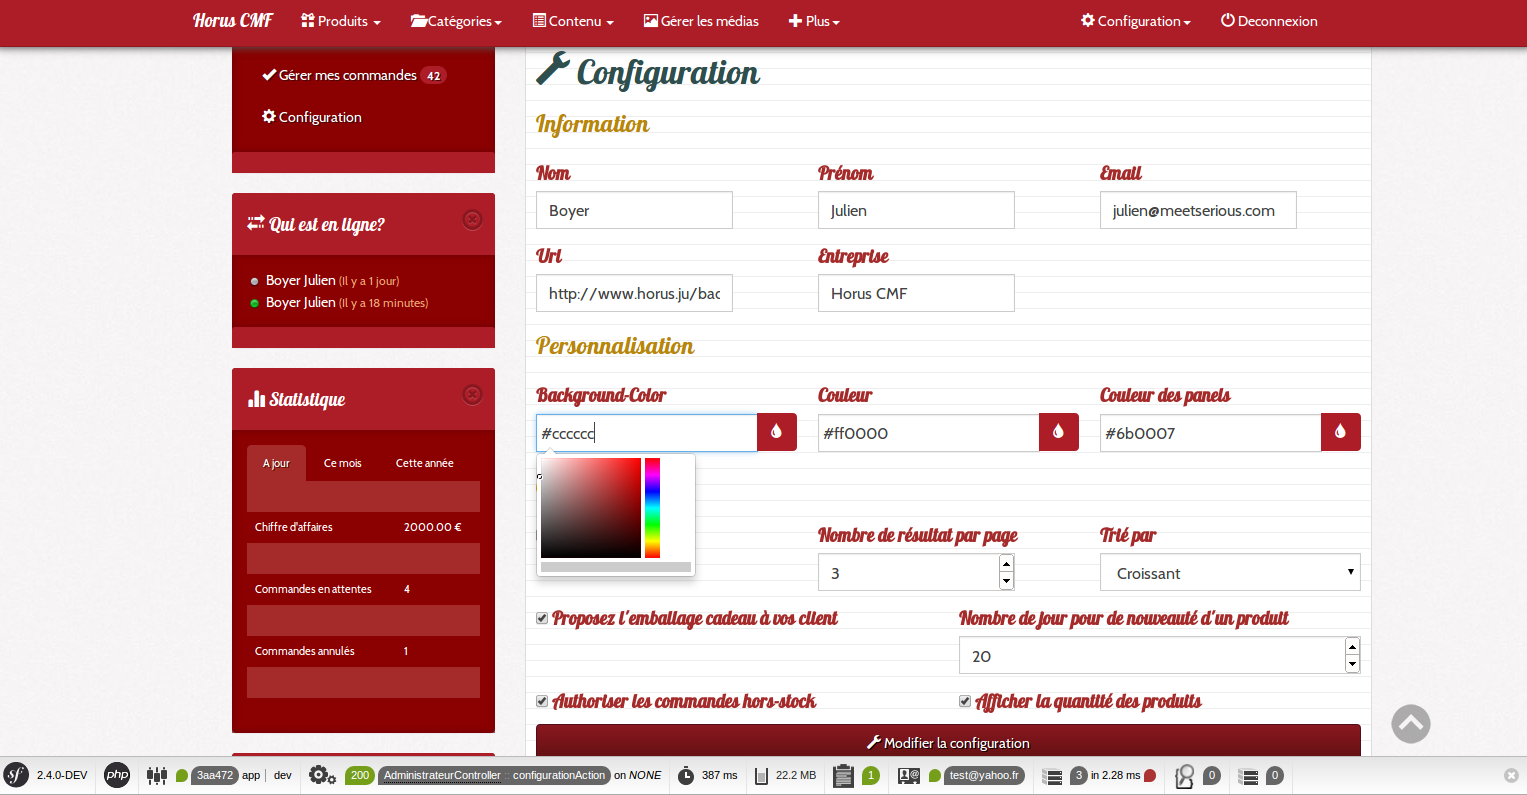 Horus CMF Produits Catégories Contenu Gérer les médias Plus Configuration Deconnexion
Gérer mes commandes 42
Configuration
Qui est en ligne?
Boyer Julien (Il y a 1 jour)
Boyer Julien (Il y a 18 minutes)
Statistique
A jour Ce mois Cette année
Chiffre d'affaires 2000.00 €
Commandes en attentes 4
Commandes annulés 1
Configuration
Information
Nom Prénom Email
Boyer Julien julien@meetserious.com
Url Entreprise
http://www.horus.ju/bac Horus CMF
Personnalisation
Background-Color Couleur Couleur des panels
#cccccc #ff0000 #6b0007
Nombre de résultat par page Trié par
3 Croissant
Proposez l'emballage cadeau à vos client Nombre de jour pour de nouveauté d'un produit
20
Authoriser les commandes hors-stock Afficher la quantité des produits
Modifier la configuration
sf 2.4.0-DEV php 3aa472 app dev 200 AdministrateurController :: configurationAction on NONE 387 ms 22.2 MB 1 test@yahoo.fr 3 in 2.28 ms 0 0